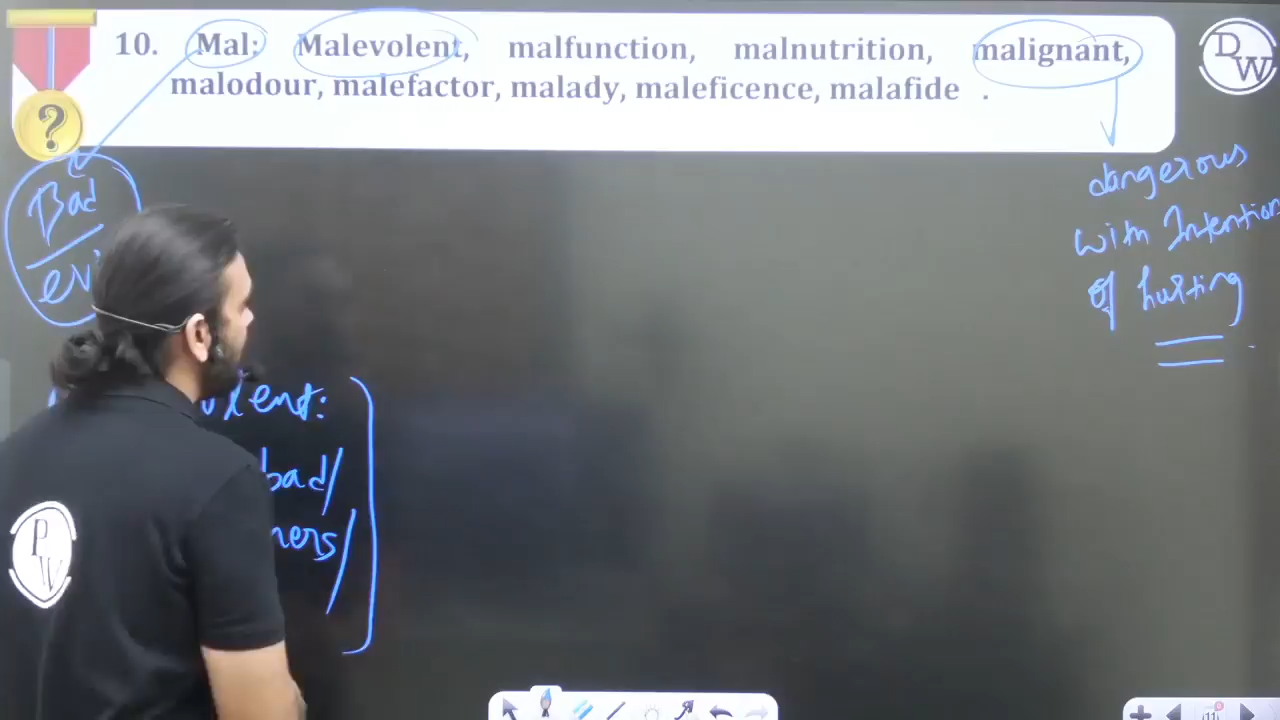 10. Mal: Malevolent, malfunction, malnutrition, malignant,
malodour, malefactor, malady, maleficence, malafide .
?
D
W
Bad
dangerous
with Intention
of hurting
bad/
P
W